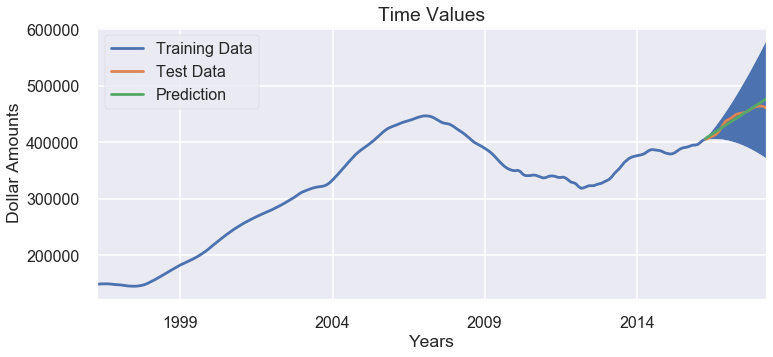 Time Values
600000
500000
400000
300000
200000
Dollar Amounts
Training Data
Test Data
Prediction
1999
2004
2009
2014
Years